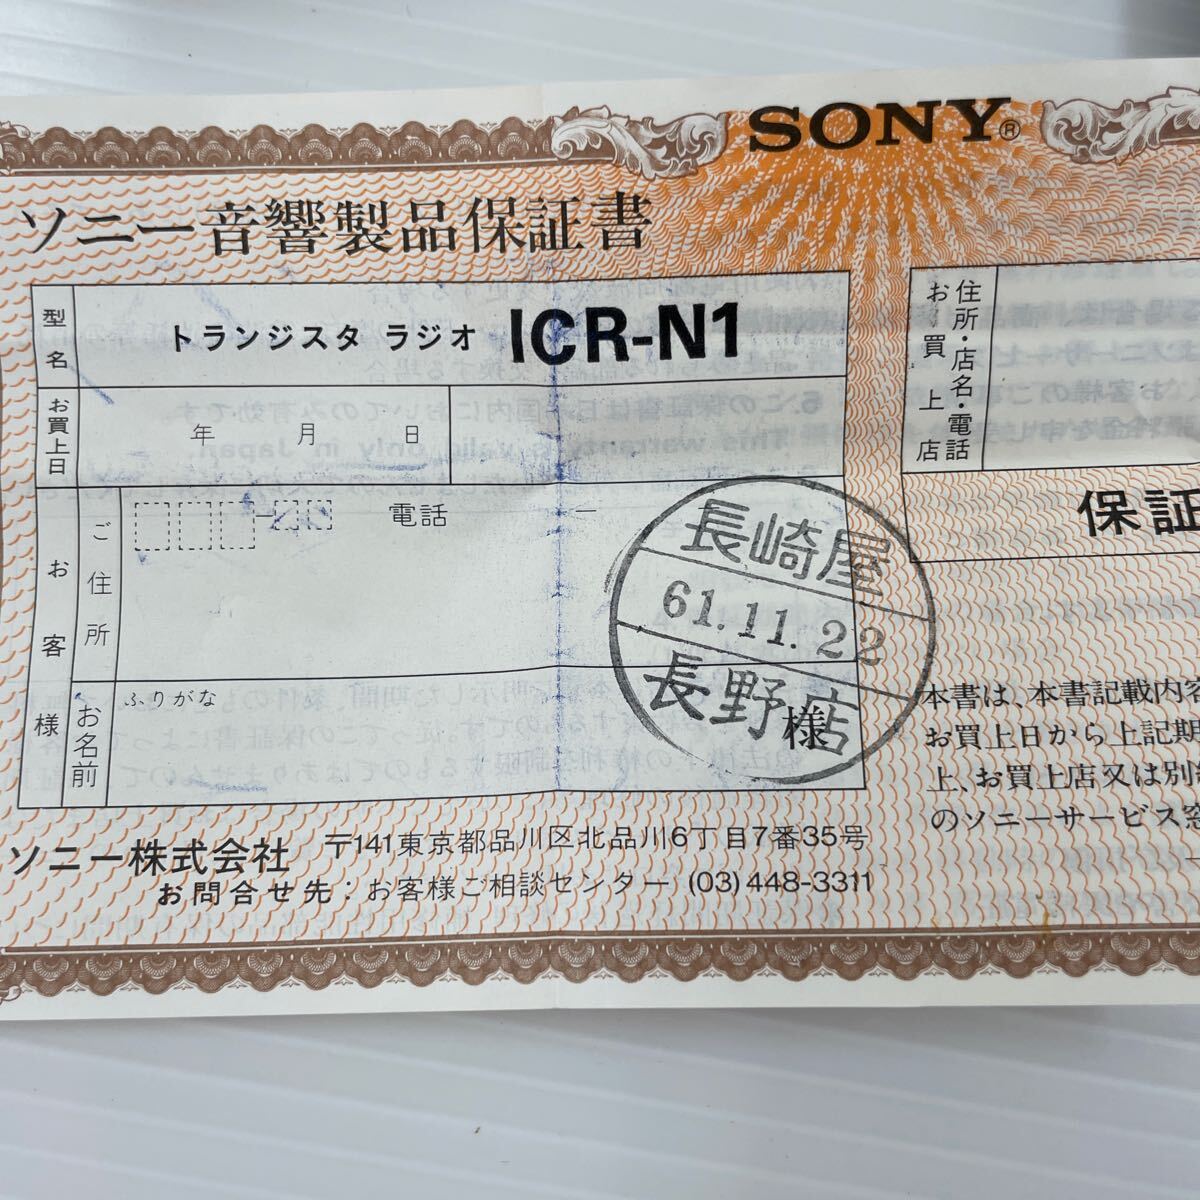 SONY®
ソニー音響製品保証書
型名
トランジスタ ラジオ ICR-N1
お買上日
年 月 日
お客様
ご住所
電話 —
お名前
ふりがな
様
長崎屋
61.11.22
長野店
お買上店
住所・店名・電話
保証
本書は、本書記載内容
お買上日から上記期
上、お買上店又は別
のソニーサービス窓
ソニー株式会社 〒141東京都品川区北品川6丁目7番35号
お問合せ先：お客様ご相談センター (03)448-3311